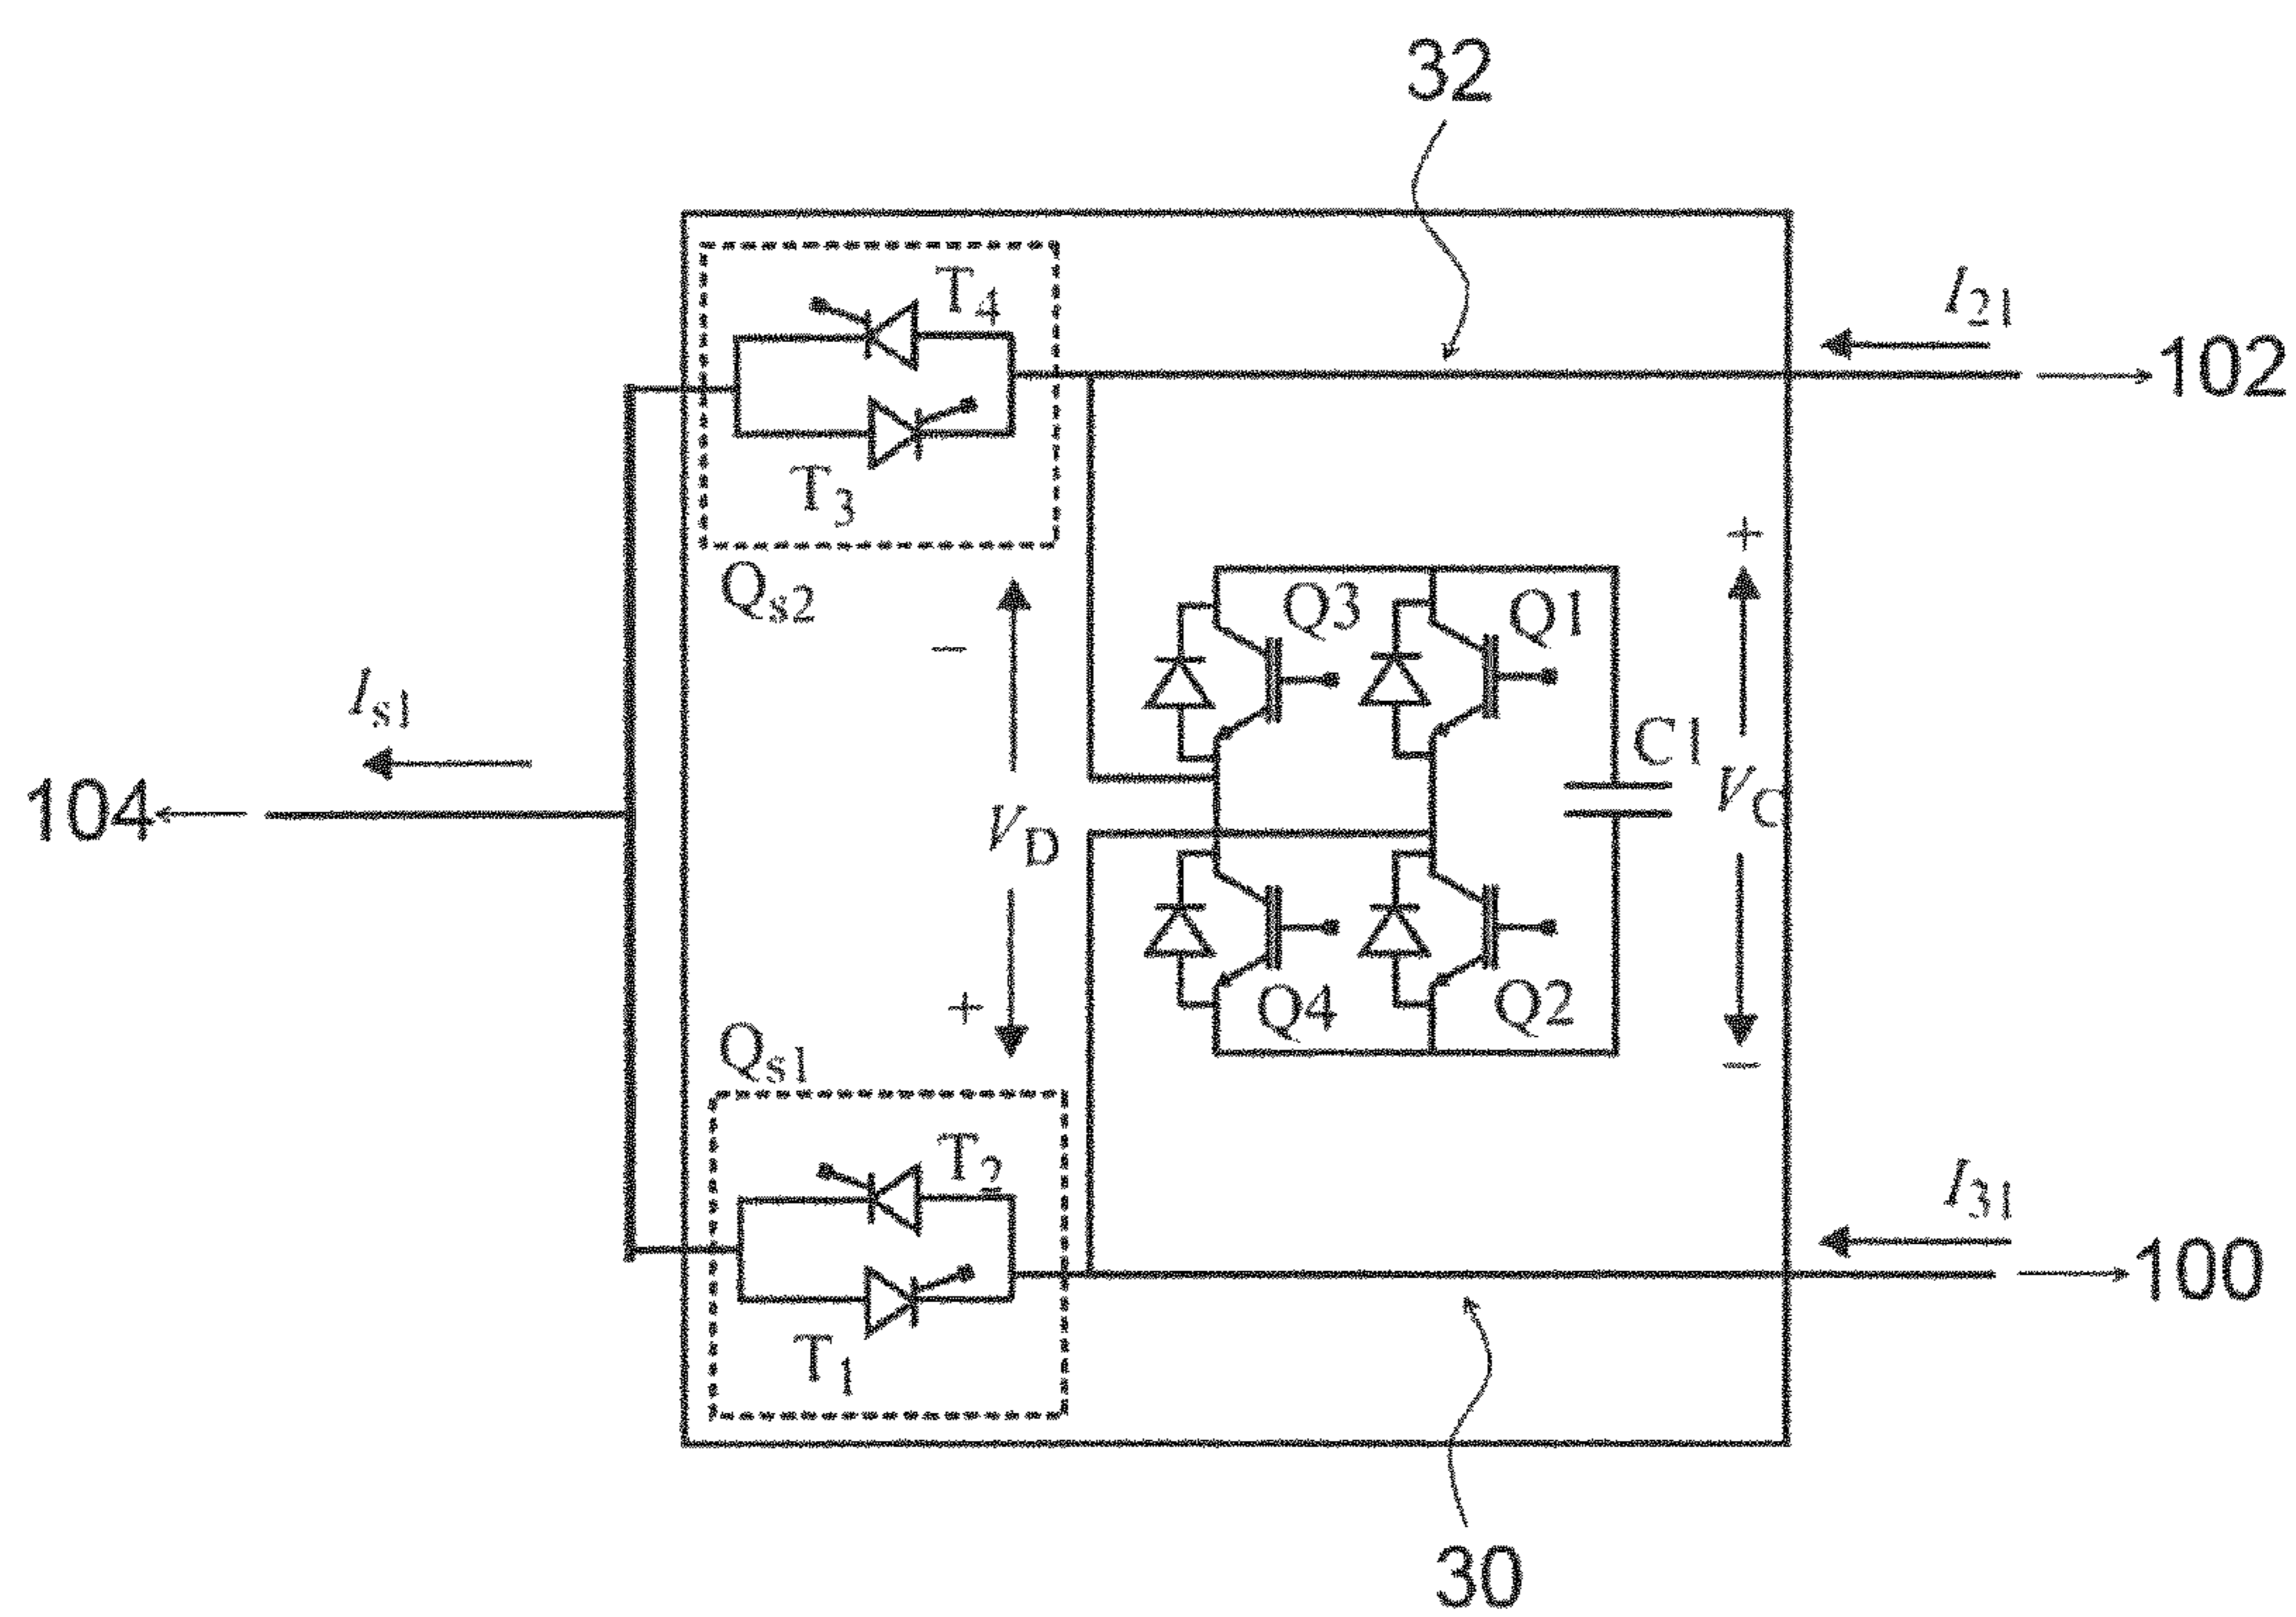 32
T4
I21
102
T3
Qs2
Q3
Q1
+
−
Is1
C1
104
VD
VC
+
Q4
Q2
Qs1
−
T2
I31
100
T1
30